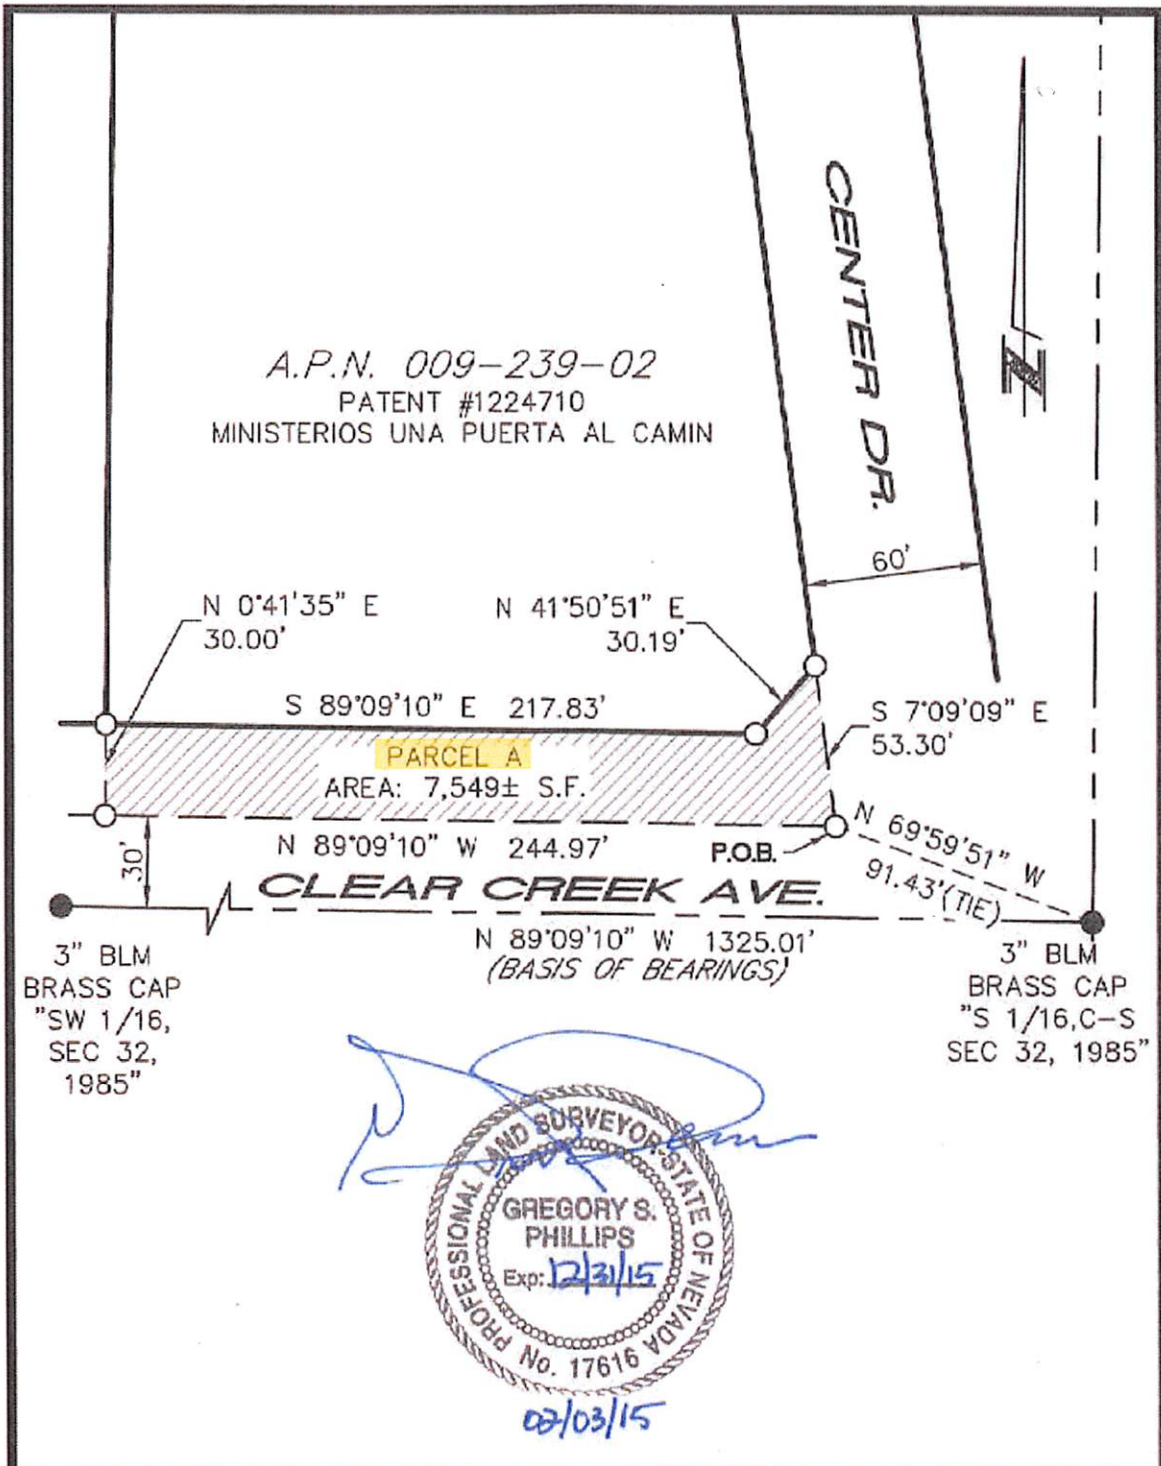 CENTER DR.
N
A.P.N. 009-239-02
PATENT #1224710
MINISTERIOS UNA PUERTA AL CAMIN
60'
N 0°41'35" E
30.00'
N 41°50'51" E
30.19'
S 89°09'10" E 217.83'
S 7°09'09" E
53.30'
PARCEL A
AREA: 7,549± S.F.
N 89°09'10" W 244.97'
P.O.B.
N 69°59'51" W
91.43'(TIE)
30'
CLEAR CREEK AVE.
N 89°09'10" W 1325.01'
(BASIS OF BEARINGS)
3" BLM
BRASS CAP
"SW 1/16,
SEC 32,
1985"
3" BLM
BRASS CAP
"S 1/16,C-S
SEC 32, 1985"
PROFESSIONAL LAND SURVEYOR-STATE OF NEVADA
GREGORY S.
PHILLIPS
Exp: 12/31/15
No. 17616
02/03/15